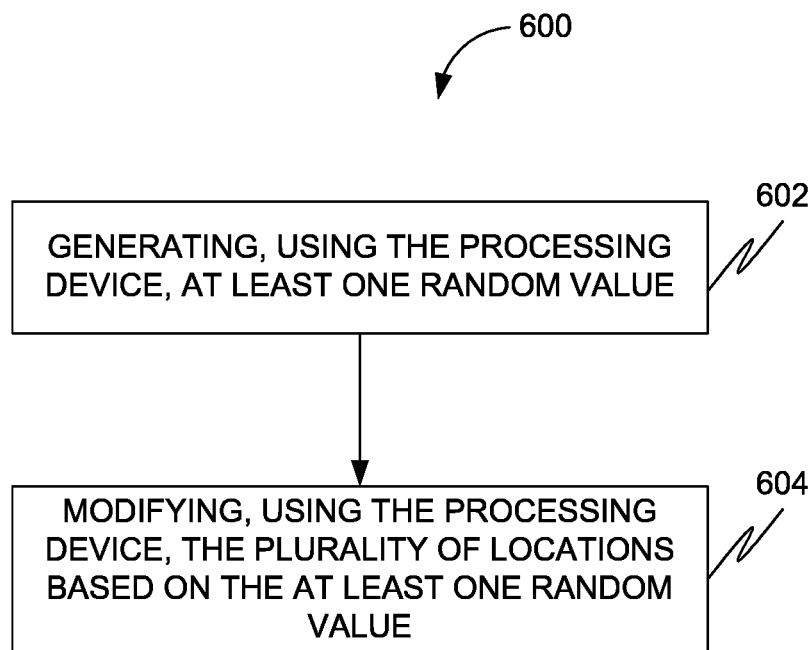 600
602
GENERATING, USING THE PROCESSING
DEVICE, AT LEAST ONE RANDOM VALUE
604
MODIFYING, USING THE PROCESSING
DEVICE, THE PLURALITY OF LOCATIONS
BASED ON THE AT LEAST ONE RANDOM
VALUE